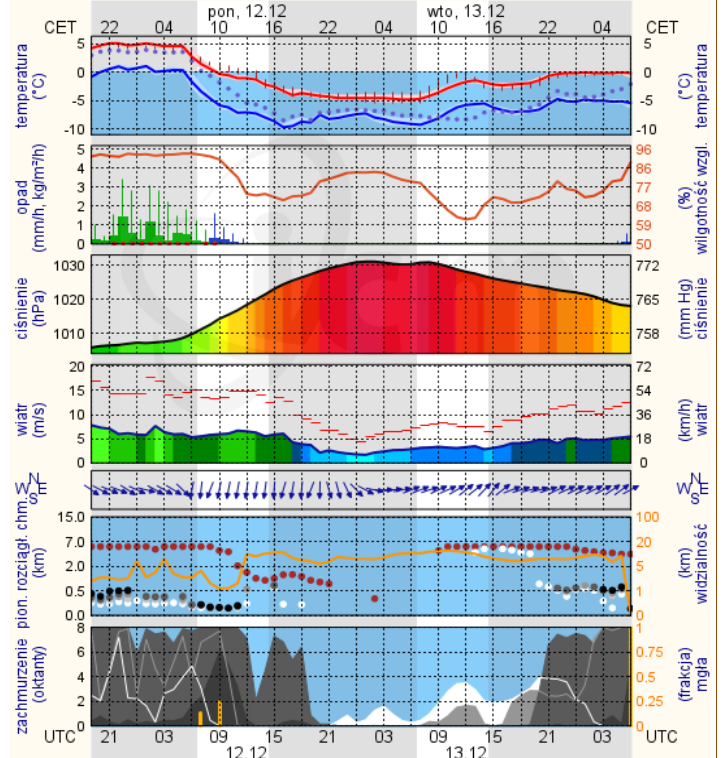 pon, 12.12 wto, 13.12
CET 22 04 10 16 22 04 10 16 22 04 CET
temperatura (°C) 5 0 -5 -10 5 0 -5 -10 temperatura (°C)
opad (mm/h, kg/m²/h) 5 4 3 2 1 0 96 86 77 68 59 50 (%) wilgotność wzgl.
ciśnienie (hPa) 1030 1020 1010 772 765 758 (mm Hg) ciśnienie
wiatr (m/s) 20 15 10 5 0 72 54 36 18 0 (km/h) wiatr
N W E S N W E S
pion. rozciągł. chm. (km) 15.0 7.0 2.0 0.5 0.0 100 20 5 1 0 (km) widzialność
zachmurzenie (oktanty) 8 6 4 2 0 1 0.75 0.5 0.25 0 (frakcja) mgła
UTC 21 03 09 15 21 03 09 15 21 03 UTC
12.12 13.12